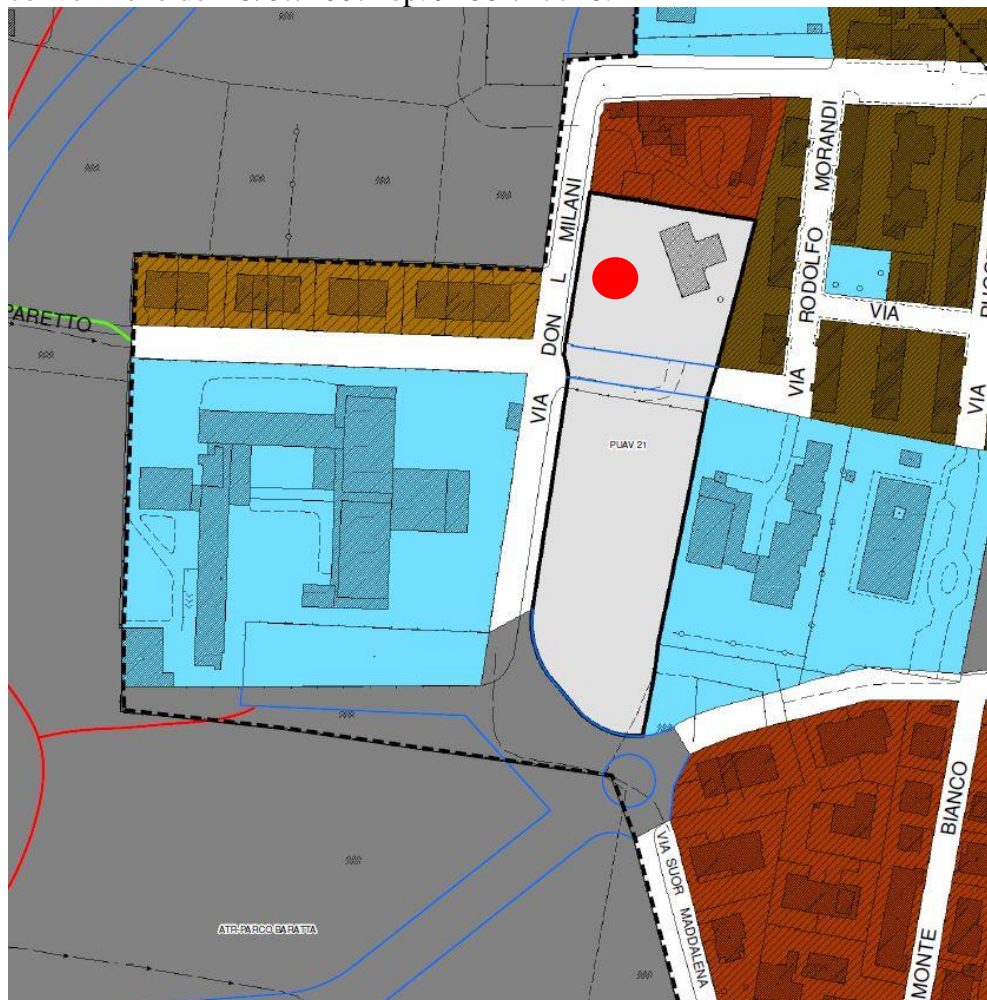 PARETTO
VIA DON L MILANI
VIA RODOLFO MORANDI
VIA
VIA
PUAV 21
ATR-PARCO BARATTA
VIA SUOR MADDALENA
MONTE BIANCO